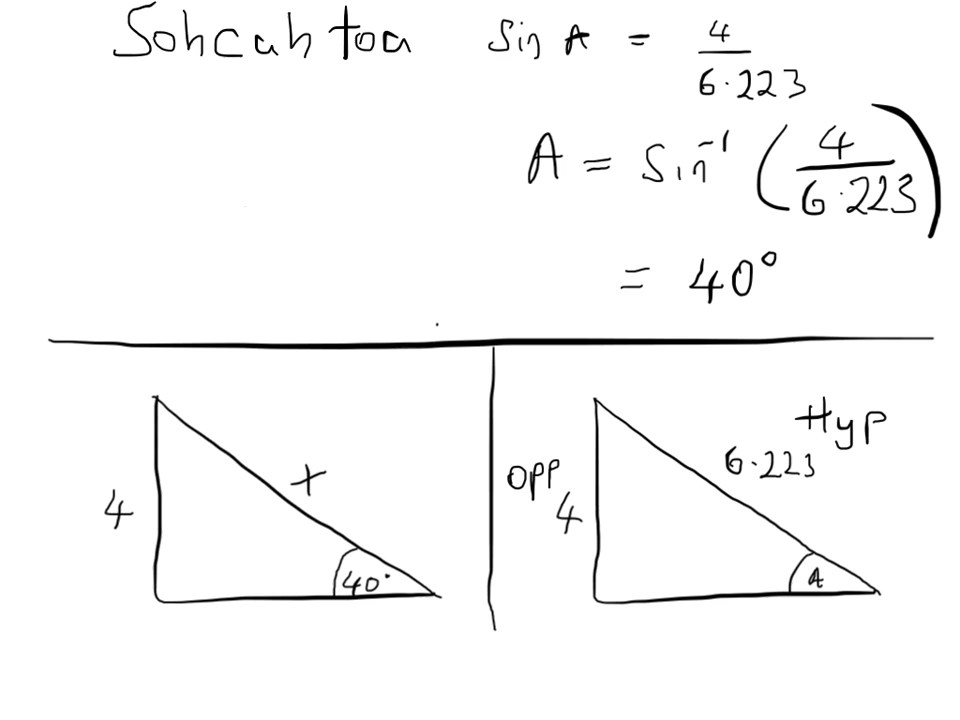 Sohcahtoa
Sin A = 4/6.223
A = Sin⁻¹ (4/6.223)
= 40°
4
x
40°
OPP
4
Hyp
6.223
A